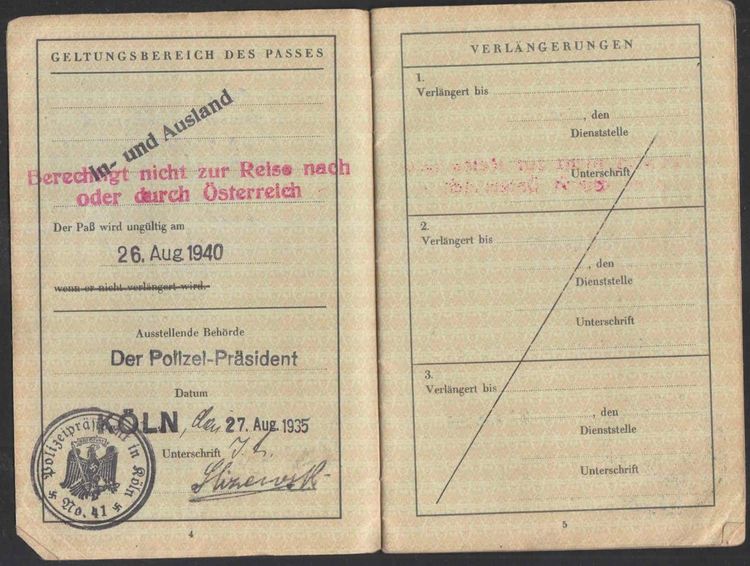 GELTUNGSBEREICH DES PASSES
In- und Ausland
Berechtigt nicht zur Reise nach
oder durch Österreich
Der Paß wird ungültig am
26. Aug 1940
wenn er nicht verlängert wird.
Ausstellende Behörde
Der Polizei-Präsident
Datum
KÖLN, den 27. Aug. 1935
Unterschrift
Polizeipräsident in Köln
No. 41
4
VERLÄNGERUNGEN
1.
Verlängert bis
, den
Dienststelle
Unterschrift
2.
Verlängert bis
, den
Dienststelle
Unterschrift
3.
Verlängert bis
, den
Dienststelle
Unterschrift
5